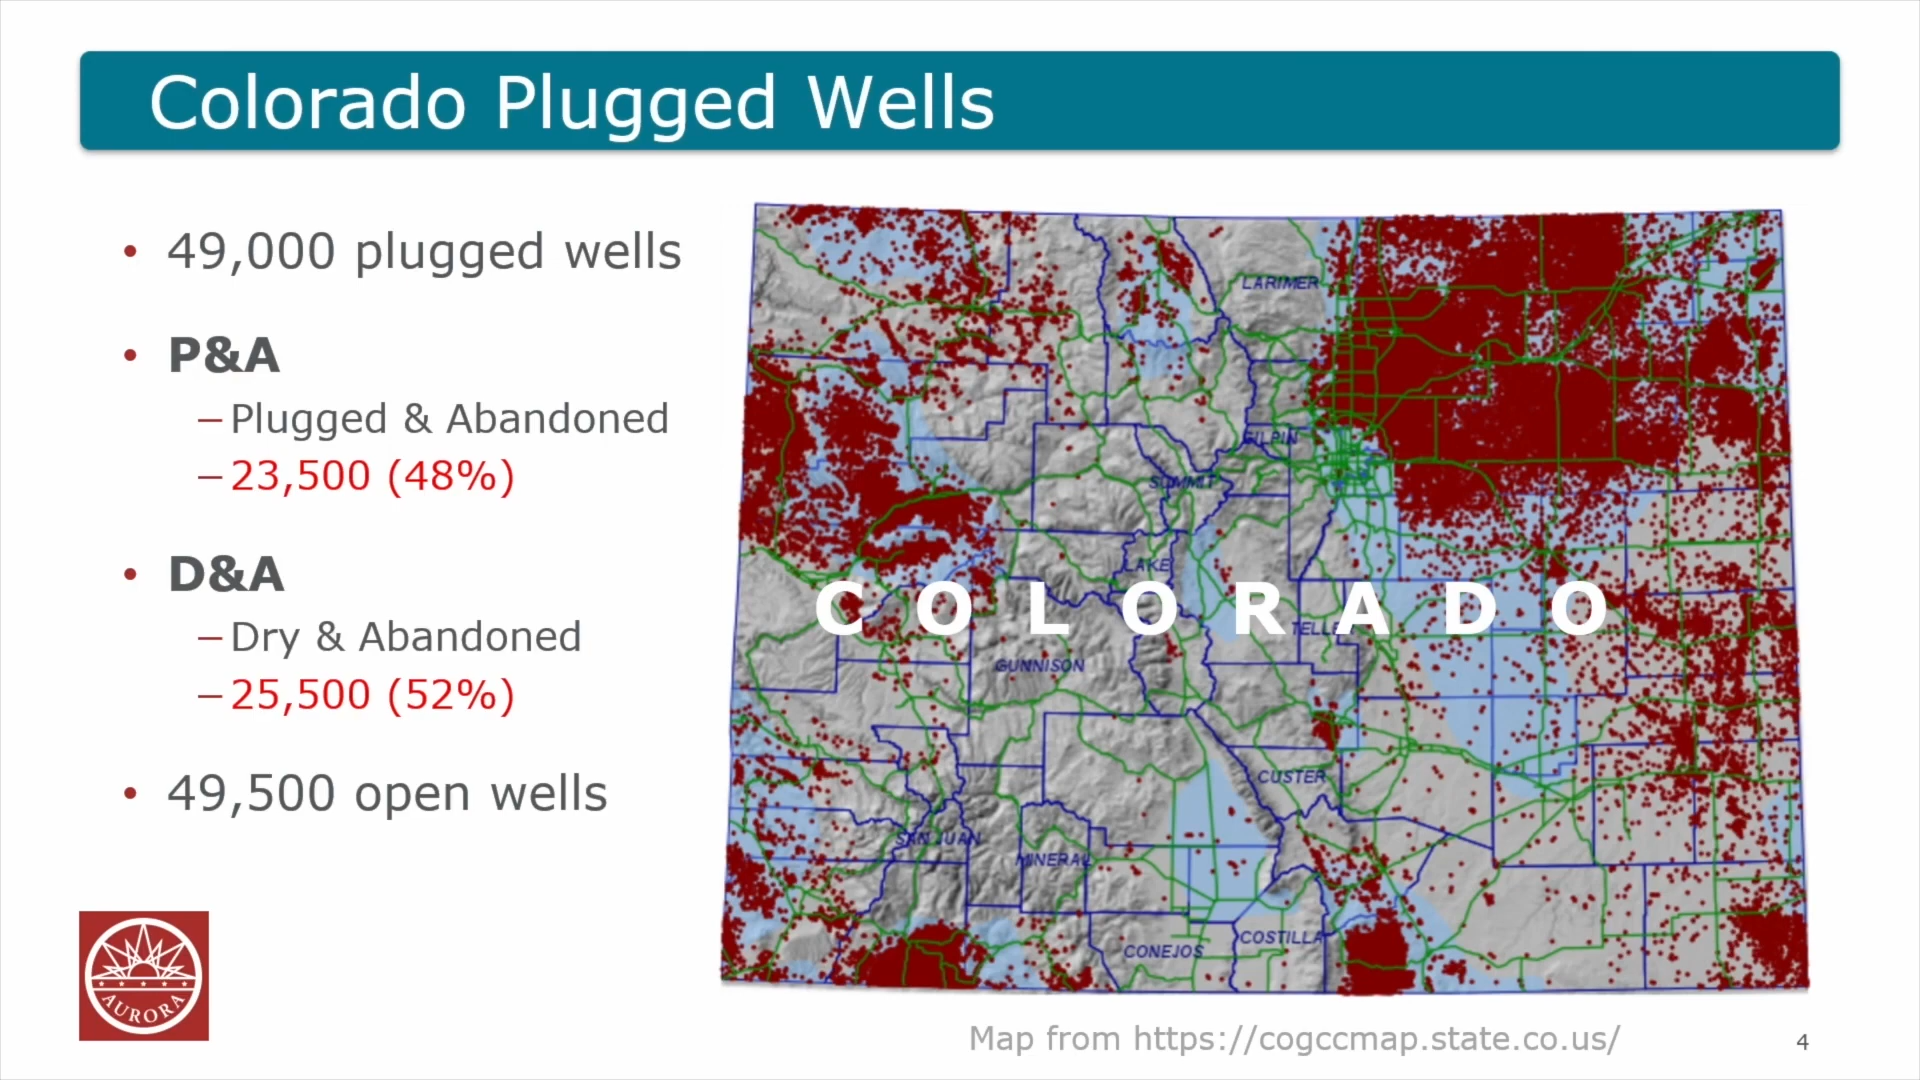 Colorado Plugged Wells
• 49,000 plugged wells
• P&A
– Plugged & Abandoned
– 23,500 (48%)
• D&A
– Dry & Abandoned
– 25,500 (52%)
• 49,500 open wells
AURORA
LARIMER
GILPIN
SUMMIT
LAKE
COLORADO
TELLER
GUNNISON
CUSTER
SAN JUAN
MINERAL
COSTILLA
CONEJOS
Map from https://cogccmap.state.co.us/
4